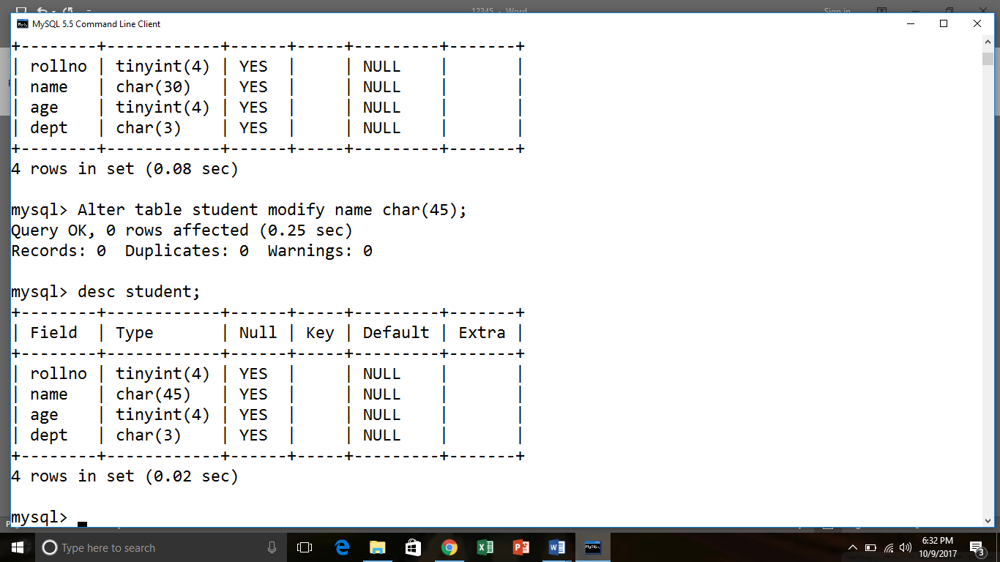 12345 - Word
Sign in
MySQL 5.5 Command Line Client
+--------+------------+------+-----+---------+-------+
| rollno | tinyint(4) | YES  |     | NULL    |       |
| name   | char(30)   | YES  |     | NULL    |       |
| age    | tinyint(4) | YES  |     | NULL    |       |
| dept   | char(3)    | YES  |     | NULL    |       |
+--------+------------+------+-----+---------+-------+
4 rows in set (0.08 sec)
mysql> Alter table student modify name char(45);
Query OK, 0 rows affected (0.25 sec)
Records: 0  Duplicates: 0  Warnings: 0
mysql> desc student;
+--------+------------+------+-----+---------+-------+
| Field  | Type       | Null | Key | Default | Extra |
+--------+------------+------+-----+---------+-------+
| rollno | tinyint(4) | YES  |     | NULL    |       |
| name   | char(45)   | YES  |     | NULL    |       |
| age    | tinyint(4) | YES  |     | NULL    |       |
| dept   | char(3)    | YES  |     | NULL    |       |
+--------+------------+------+-----+---------+-------+
4 rows in set (0.02 sec)
mysql>
Type here to search
6:32 PM
10/9/2017
3